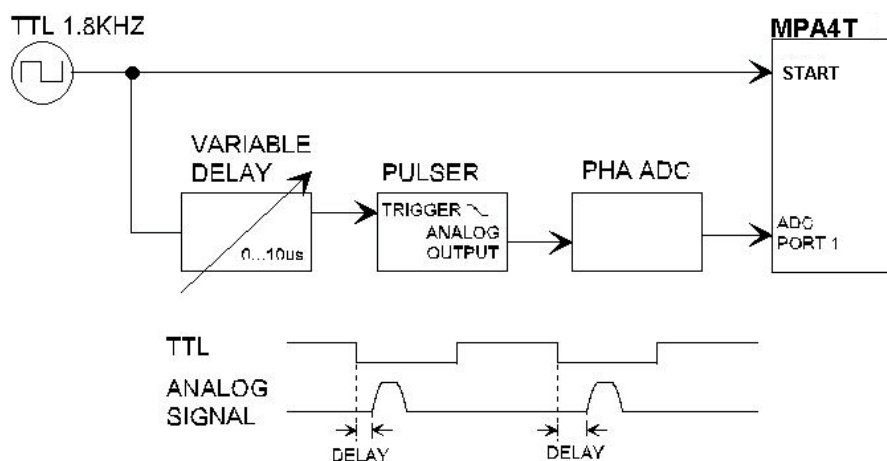 TTL 1.8KHZ
MPA4T
START
VARIABLE
DELAY
0...10us
PULSER
TRIGGER
ANALOG
OUTPUT
PHA ADC
ADC
PORT 1
TTL
ANALOG
SIGNAL
DELAY
DELAY